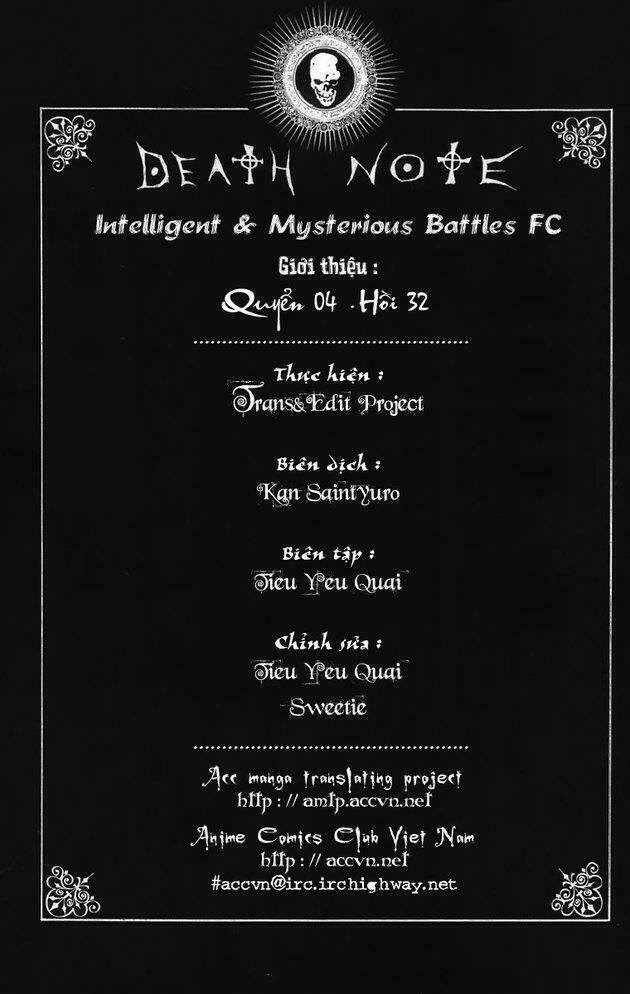 DEATH NOTE
Intelligent & Mysterious Battles FC
Giới thiệu :
Quyển 04 . Hồi 32
Thực hiện :
Trans&Edit Project
Biên dịch :
Kan SaintYuro
Biên tập :
Tieu Yeu Quai
Chỉnh sửa :
Tieu Yeu Quai
Sweetie
Acc manga translating project
http : // amtp.accvn.net
Anime Comics Club Viet Nam
http : // accvn.net
#accvn@irc.irchighway.net